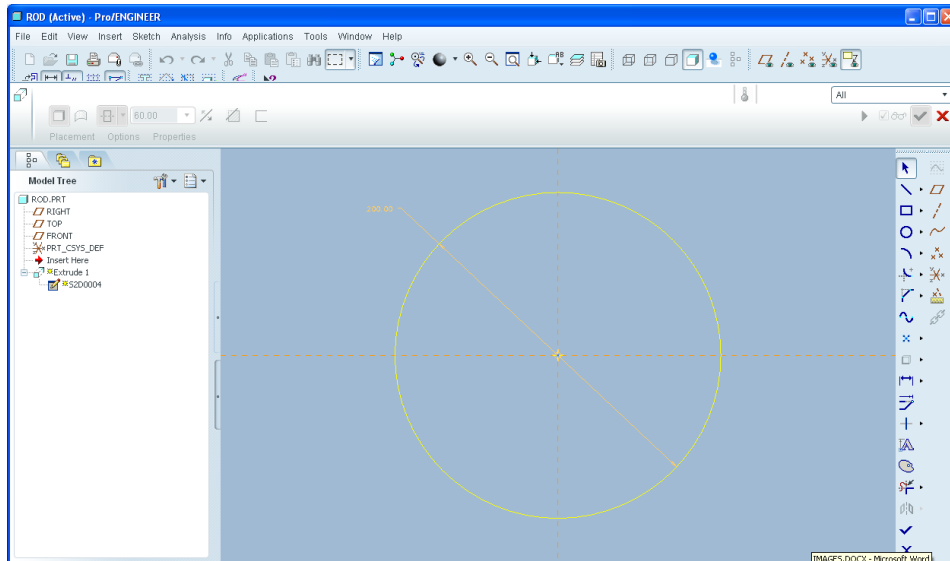 ROD (Active) - Pro/ENGINEER
File Edit View Insert Sketch Analysis Info Applications Tools Window Help
All
60.00
Placement Options Properties
Model Tree
ROD.PRT
RIGHT
TOP
FRONT
PRT_CSYS_DEF
Insert Here
Extrude 1
S2D0004
200.00
IMAGES.DOCX - Microsoft Word